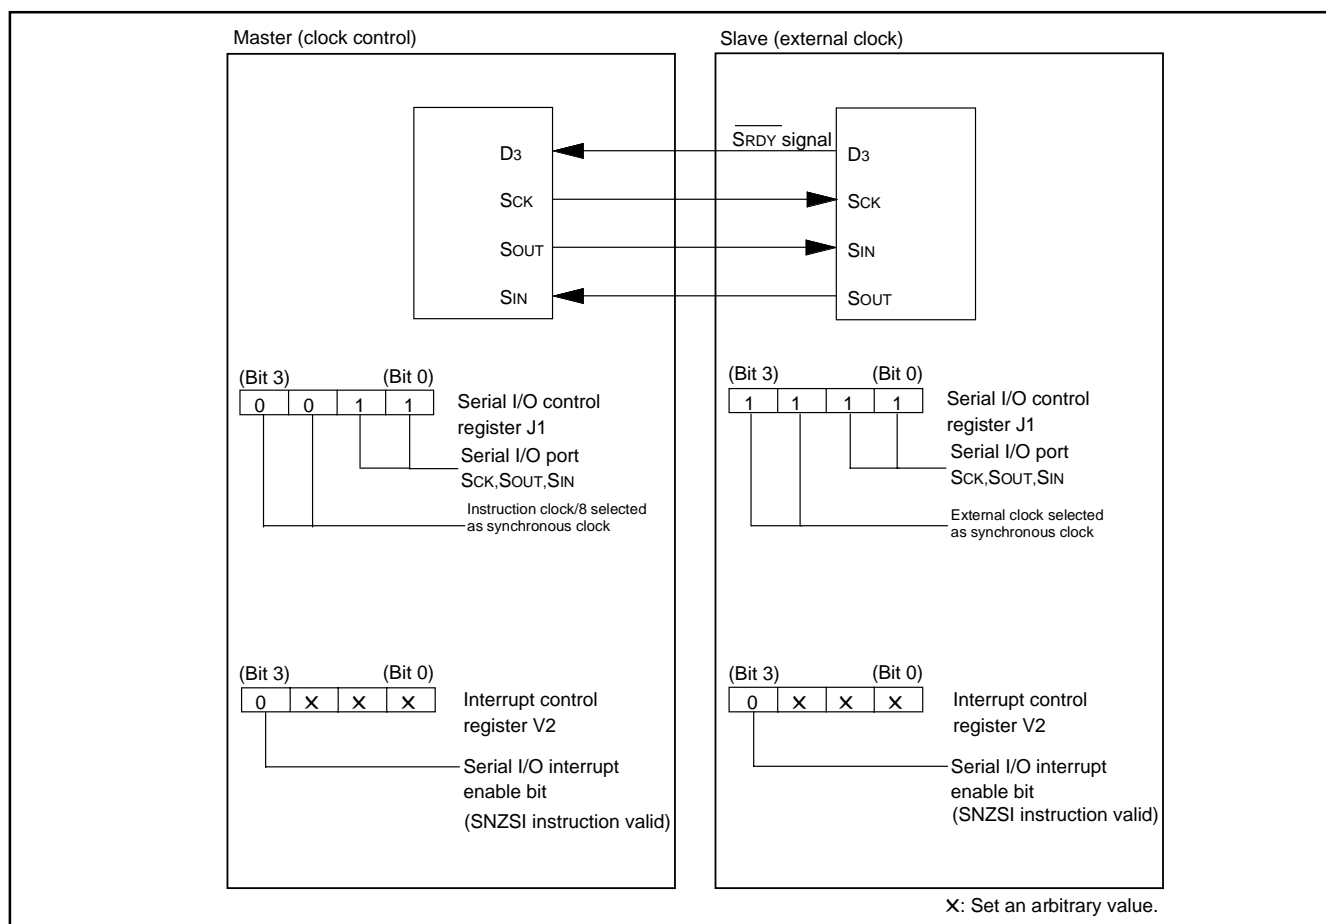 Master (clock control)
D3
SCK
SOUT
SIN
(Bit 3) (Bit 0)
0 0 1 1
Serial I/O control
register J1
Serial I/O port
SCK,SOUT,SIN
Instruction clock/8 selected
as synchronous clock
(Bit 3) (Bit 0)
0 × × ×
Interrupt control
register V2
Serial I/O interrupt
enable bit
(SNZSI instruction valid)
Slave (external clock)
S̅R̅D̅Y̅ signal
D3
SCK
SIN
SOUT
(Bit 3) (Bit 0)
1 1 1 1
Serial I/O control
register J1
Serial I/O port
SCK,SOUT,SIN
External clock selected
as synchronous clock
(Bit 3) (Bit 0)
0 × × ×
Interrupt control
register V2
Serial I/O interrupt
enable bit
(SNZSI instruction valid)
×: Set an arbitrary value.